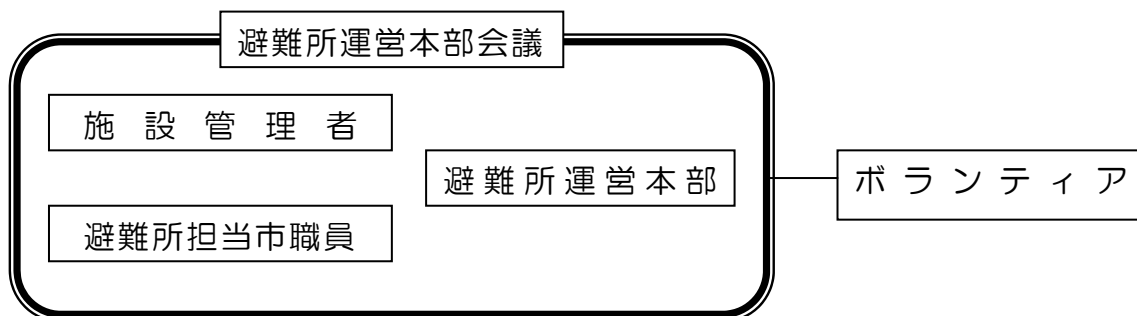 避難所運営本部会議
施設管理者
避難所運営本部
ボランティア
避難所担当市職員